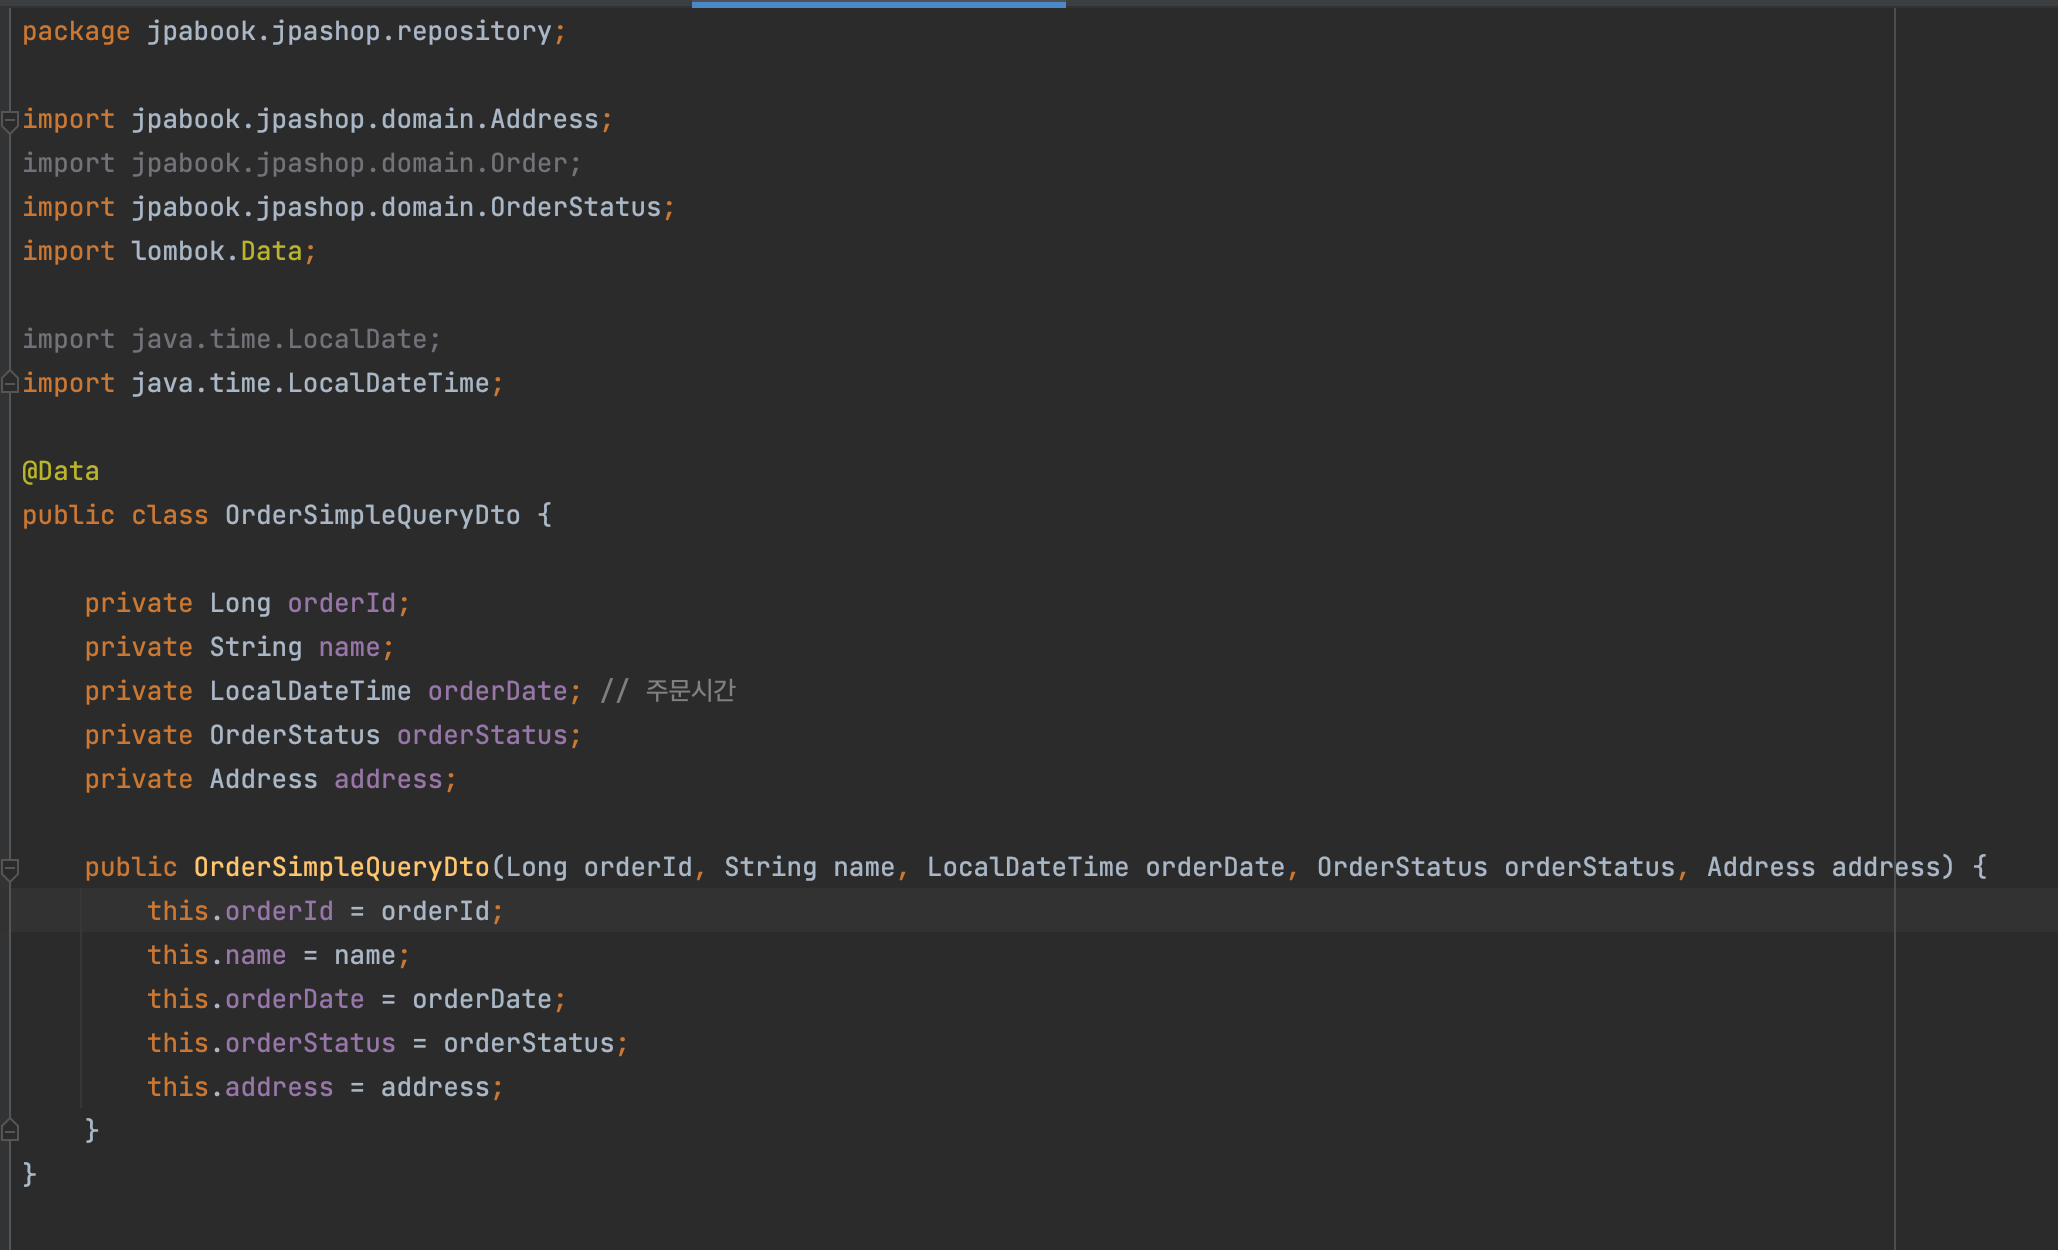 package jpabook.jpashop.repository;
import jpabook.jpashop.domain.Address;
import jpabook.jpashop.domain.Order;
import jpabook.jpashop.domain.OrderStatus;
import lombok.Data;
import java.time.LocalDate;
import java.time.LocalDateTime;
@Data
public class OrderSimpleQueryDto {
    private Long orderId;
    private String name;
    private LocalDateTime orderDate; // 주문시간
    private OrderStatus orderStatus;
    private Address address;
    public OrderSimpleQueryDto(Long orderId, String name, LocalDateTime orderDate, OrderStatus orderStatus, Address address) {
        this.orderId = orderId;
        this.name = name;
        this.orderDate = orderDate;
        this.orderStatus = orderStatus;
        this.address = address;
    }
}